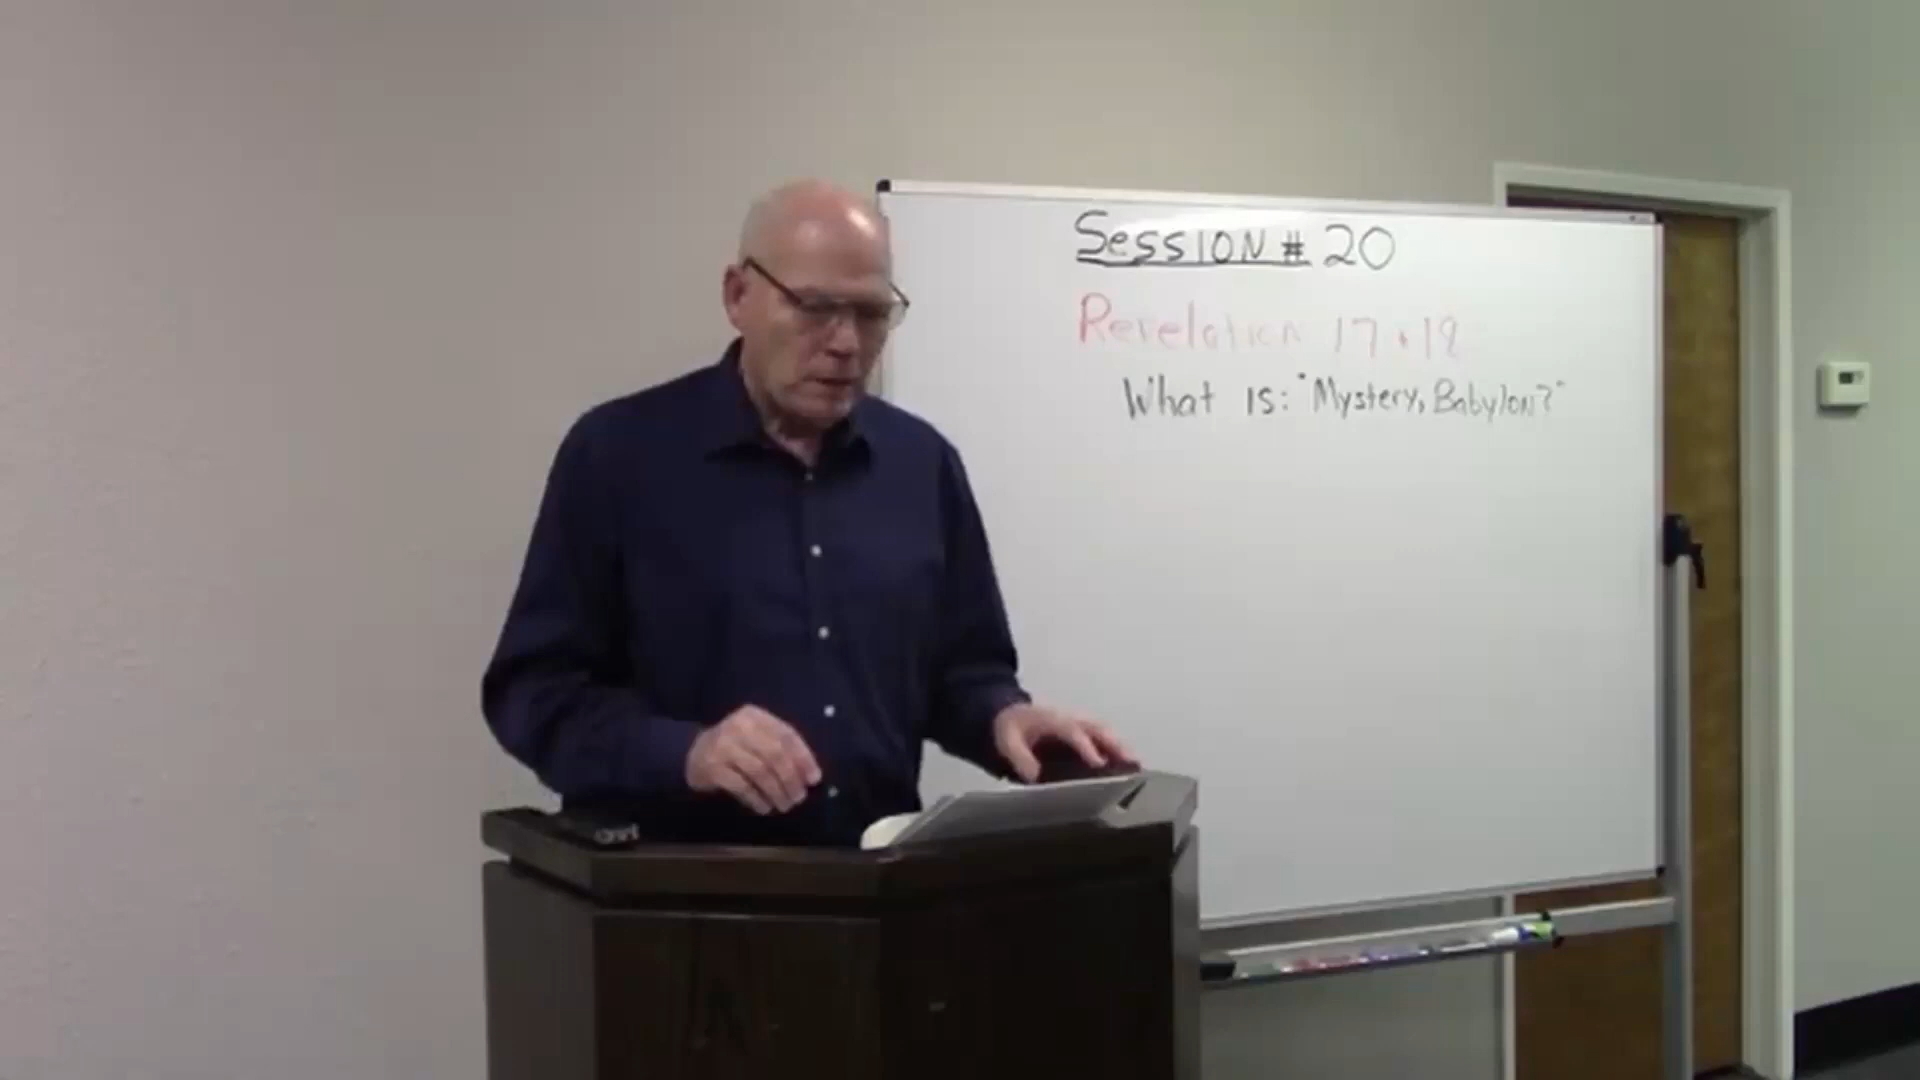 Session # 20
Revelation 17 + 18
What is: "Mystery, Babylon?"